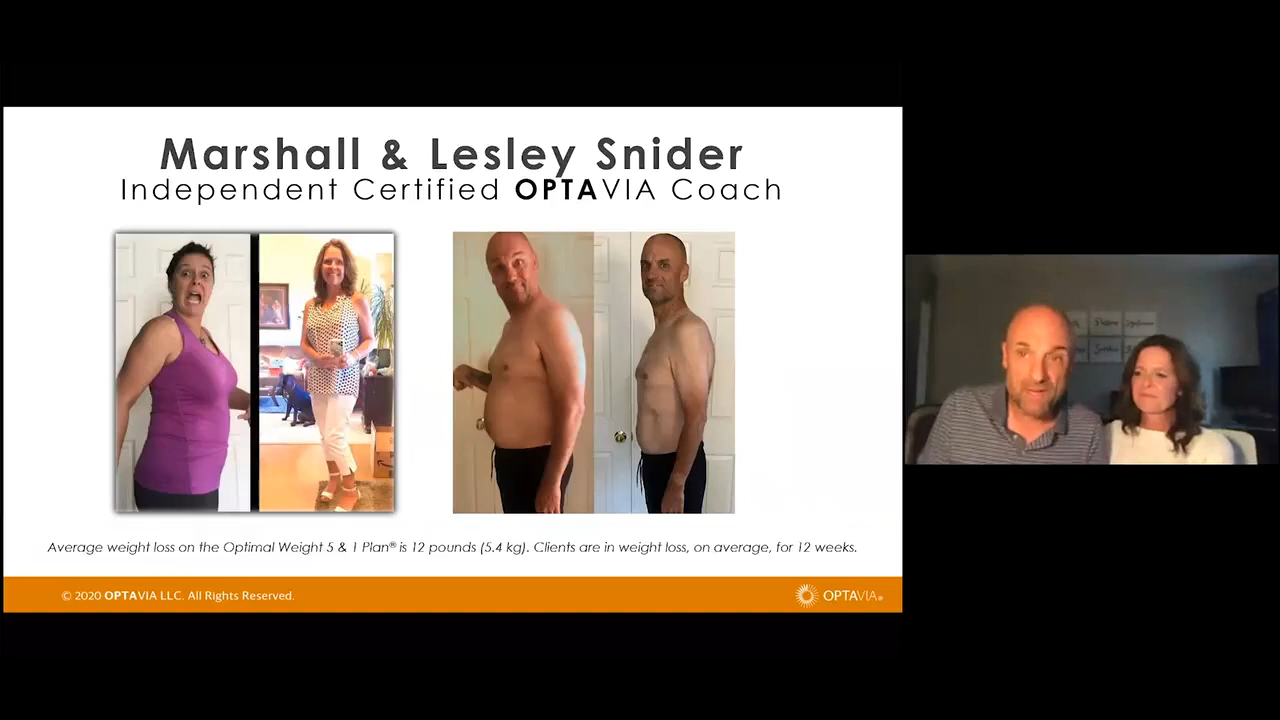 Marshall & Lesley Snider
Independent Certified OPTAVIA Coach
Average weight loss on the Optimal Weight 5 & 1 Plan® is 12 pounds (5.4 kg). Clients are in weight loss, on average, for 12 weeks.
© 2020 OPTAVIA LLC. All Rights Reserved.
OPTAVIA®